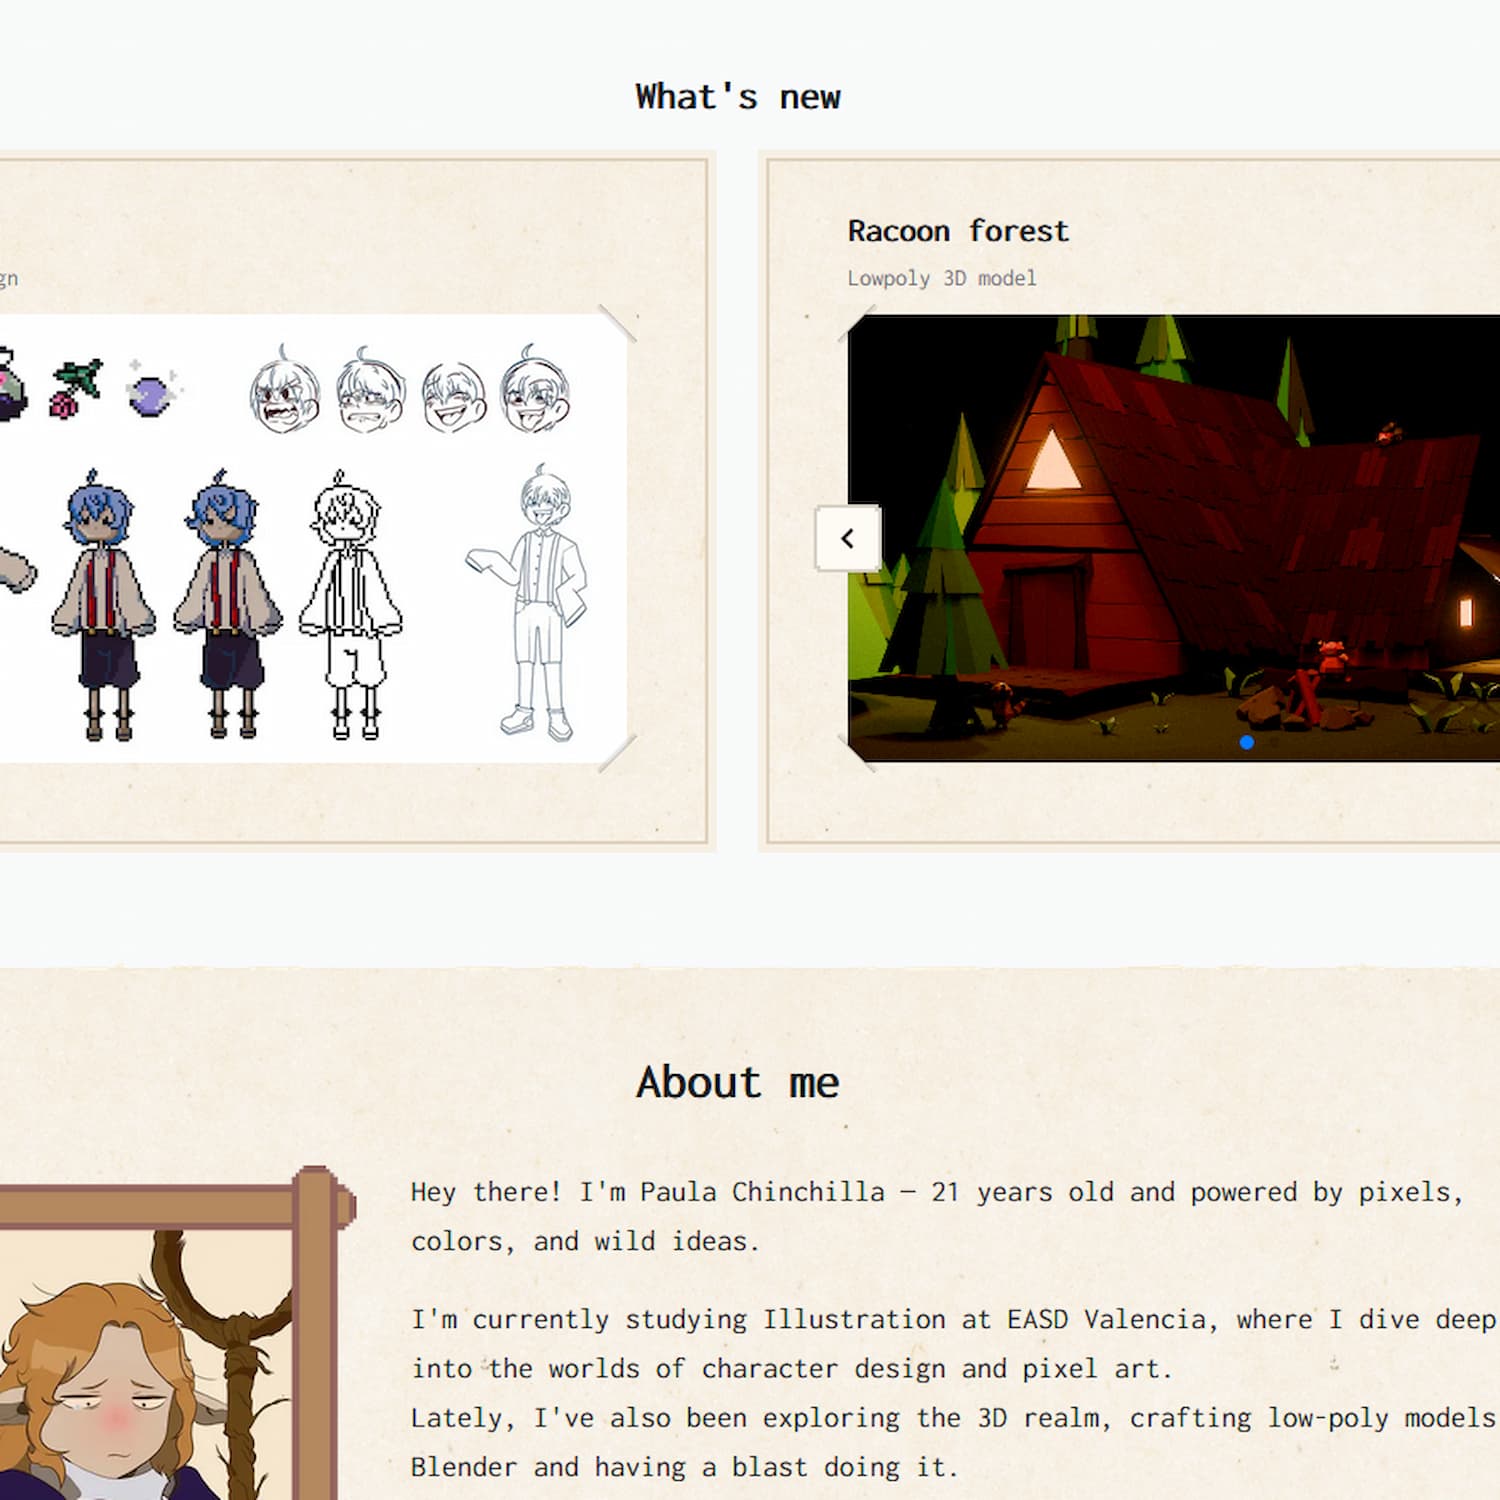 What's new
Racoon forest
Lowpoly 3D model
About me
Hey there! I'm Paula Chinchilla – 21 years old and powered by pixels,
colors, and wild ideas.
I'm currently studying Illustration at EASD Valencia, where I dive deep
into the worlds of character design and pixel art.
Lately, I've also been exploring the 3D realm, crafting low-poly models
Blender and having a blast doing it.